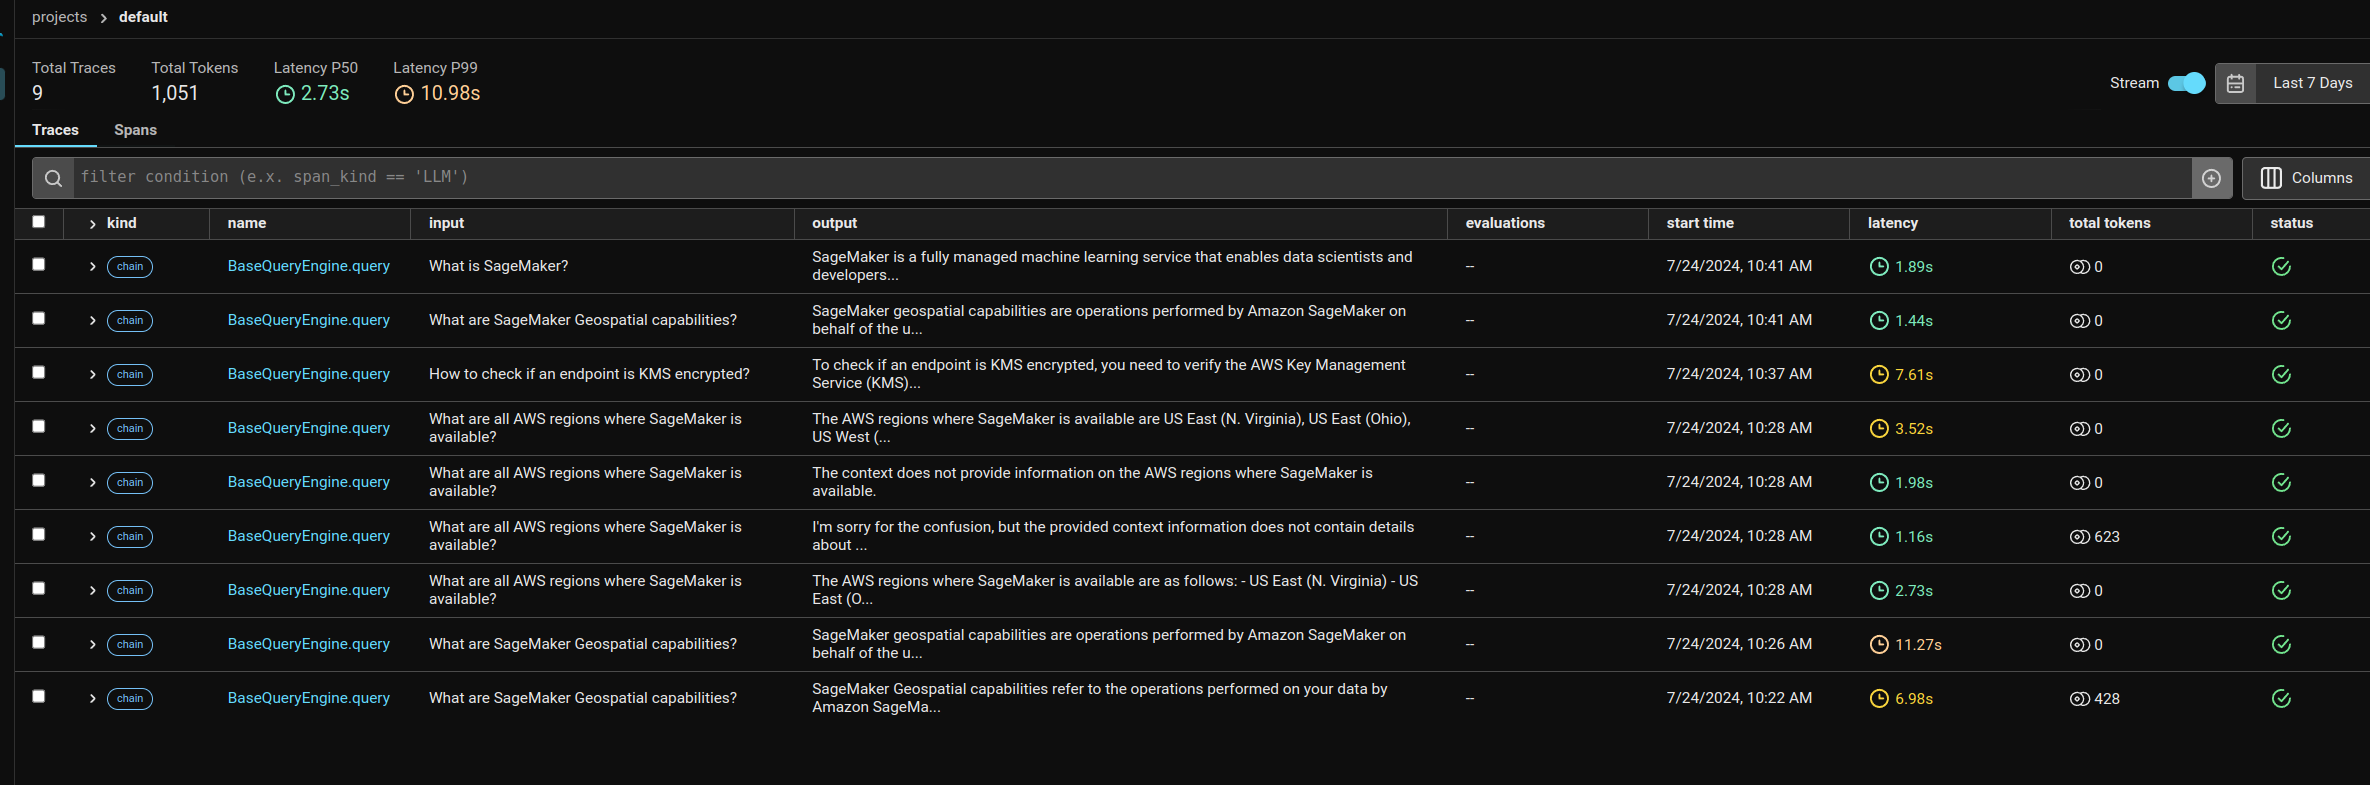 projects > default
Total Traces Total Tokens Latency P50 Latency P99
9 1,051 2.73s 10.98s
Stream Last 7 Days
Traces Spans
filter condition (e.x. span_kind == 'LLM')
Columns
kind name input output evaluations start time latency total tokens status
chain BaseQueryEngine.query What is SageMaker? SageMaker is a fully managed machine learning service that enables data scientists and
developers... -- 7/24/2024, 10:41 AM 1.89s 0
chain BaseQueryEngine.query What are SageMaker Geospatial capabilities? SageMaker geospatial capabilities are operations performed by Amazon SageMaker on
behalf of the u... -- 7/24/2024, 10:41 AM 1.44s 0
chain BaseQueryEngine.query How to check if an endpoint is KMS encrypted? To check if an endpoint is KMS encrypted, you need to verify the AWS Key Management
Service (KMS)... -- 7/24/2024, 10:37 AM 7.61s 0
chain BaseQueryEngine.query What are all AWS regions where SageMaker is
available? The AWS regions where SageMaker is available are US East (N. Virginia), US East (Ohio),
US West (... -- 7/24/2024, 10:28 AM 3.52s 0
chain BaseQueryEngine.query What are all AWS regions where SageMaker is
available? The context does not provide information on the AWS regions where SageMaker is
available. -- 7/24/2024, 10:28 AM 1.98s 0
chain BaseQueryEngine.query What are all AWS regions where SageMaker is
available? I'm sorry for the confusion, but the provided context information does not contain details
about ... -- 7/24/2024, 10:28 AM 1.16s 623
chain BaseQueryEngine.query What are all AWS regions where SageMaker is
available? The AWS regions where SageMaker is available are as follows: - US East (N. Virginia) - US
East (O... -- 7/24/2024, 10:28 AM 2.73s 0
chain BaseQueryEngine.query What are SageMaker Geospatial capabilities? SageMaker geospatial capabilities are operations performed by Amazon SageMaker on
behalf of the u... -- 7/24/2024, 10:26 AM 11.27s 0
chain BaseQueryEngine.query What are SageMaker Geospatial capabilities? SageMaker Geospatial capabilities refer to the operations performed on your data by
Amazon SageMa... -- 7/24/2024, 10:22 AM 6.98s 428